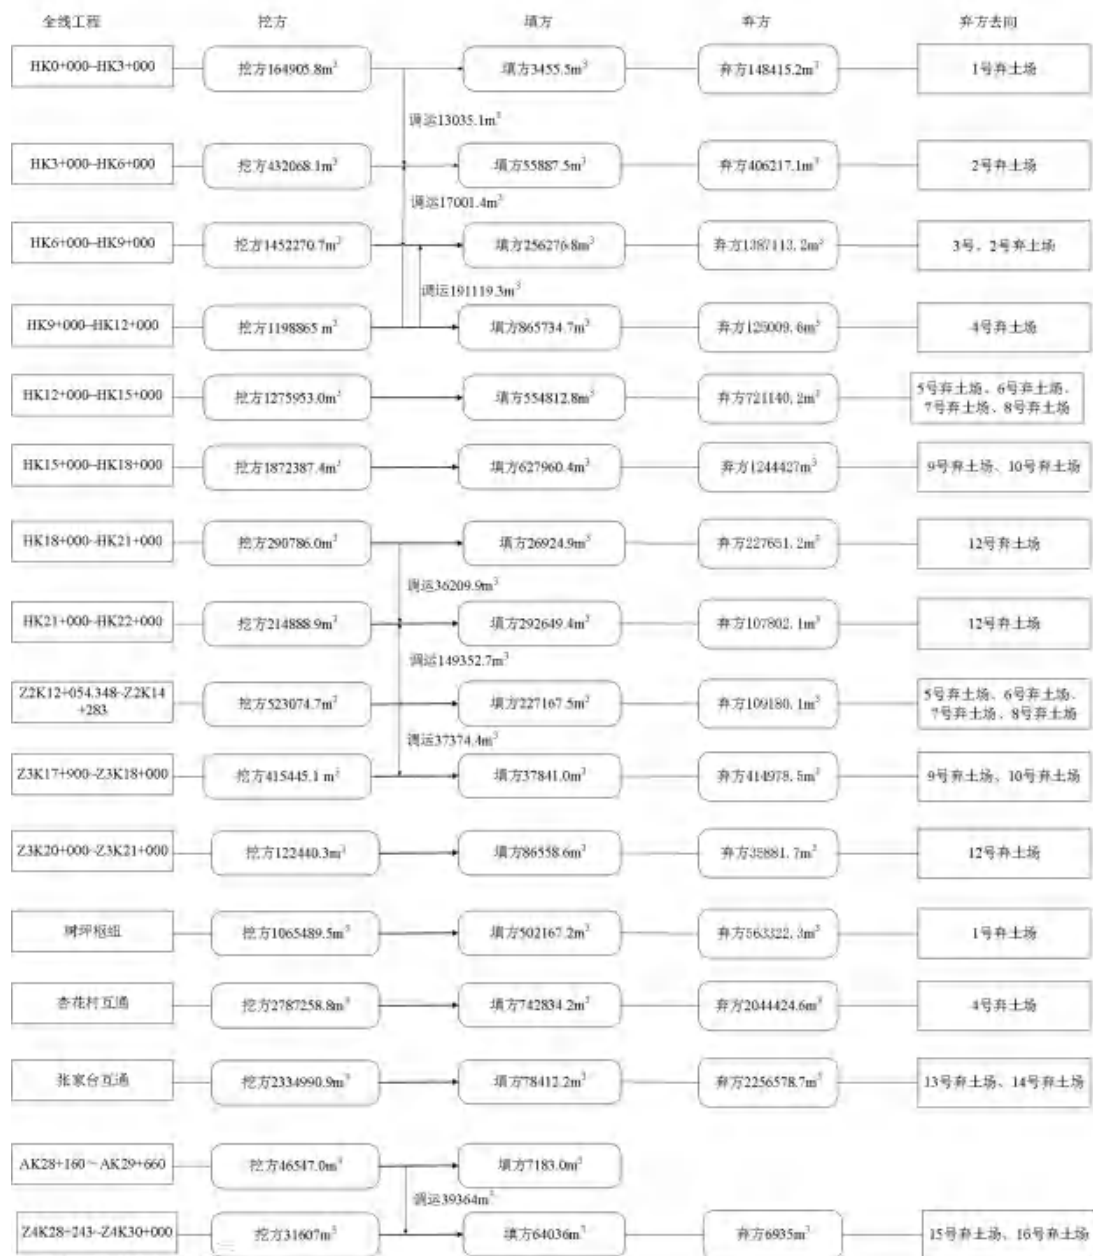 全线工程 挖方 填方 弃方 弃方去向
HK0+000~HK3+000 挖方164905.8m³ 填方3455.5m³ 弃方148415.2m³ 1号弃土场
调运13035.1m³
HK3+000~HK6+000 挖方432068.1m³ 填方55887.5m³ 弃方406217.1m³ 2号弃土场
调运17001.4m³
HK6+000~HK9+000 挖方1452270.7m³ 填方256276.8m³ 弃方1387113.2m³ 3号、2号弃土场
调运191119.3m³
HK9+000~HK12+000 挖方1198865 m³ 填方865734.7m³ 弃方125009.6m³ 4号弃土场
HK12+000~HK15+000 挖方1275953.0m³ 填方554812.8m³ 弃方721140.2m³ 5号弃土场、6号弃土场、
7号弃土场、8号弃土场
HK15+000~HK18+000 挖方1872387.4m³ 填方627960.4m³ 弃方1244427m³ 9号弃土场、10号弃土场
HK18+000~HK21+000 挖方290786.0m³ 填方26924.9m³ 弃方227651.2m³ 12号弃土场
调运36209.9m³
HK21+000~HK22+000 挖方214888.9m³ 填方292649.4m³ 弃方107802.1m³ 12号弃土场
调运149352.7m³
Z2K12+054.348~Z2K14
+283 挖方523074.7m³ 填方227167.5m³ 弃方109180.1m³ 5号弃土场、6号弃土场、
7号弃土场、8号弃土场
调运37374.4m³
Z3K17+900~Z3K18+000 挖方415445.1 m³ 填方37841.0m³ 弃方414978.5m³ 9号弃土场、10号弃土场
Z3K20+000~Z3K21+000 挖方122440.3m³ 填方86558.6m³ 弃方35881.7m³ 12号弃土场
树坪枢纽 挖方1065489.5m³ 填方502167.2m³ 弃方563322.3m³ 1号弃土场
杏花村互通 挖方2787258.8m³ 填方742834.2m³ 弃方2044424.6m³ 4号弃土场
张家台互通 挖方2334990.9m³ 填方78412.2m³ 弃方2256578.7m³ 13号弃土场、14号弃土场
AK28+160～AK29+660 挖方46547.0m³ 填方7183.0m³
调运39364m³
Z4K28+243~Z4K30+000 挖方31607m³ 填方64036m³ 弃方6935m³ 15号弃土场、16号弃土场